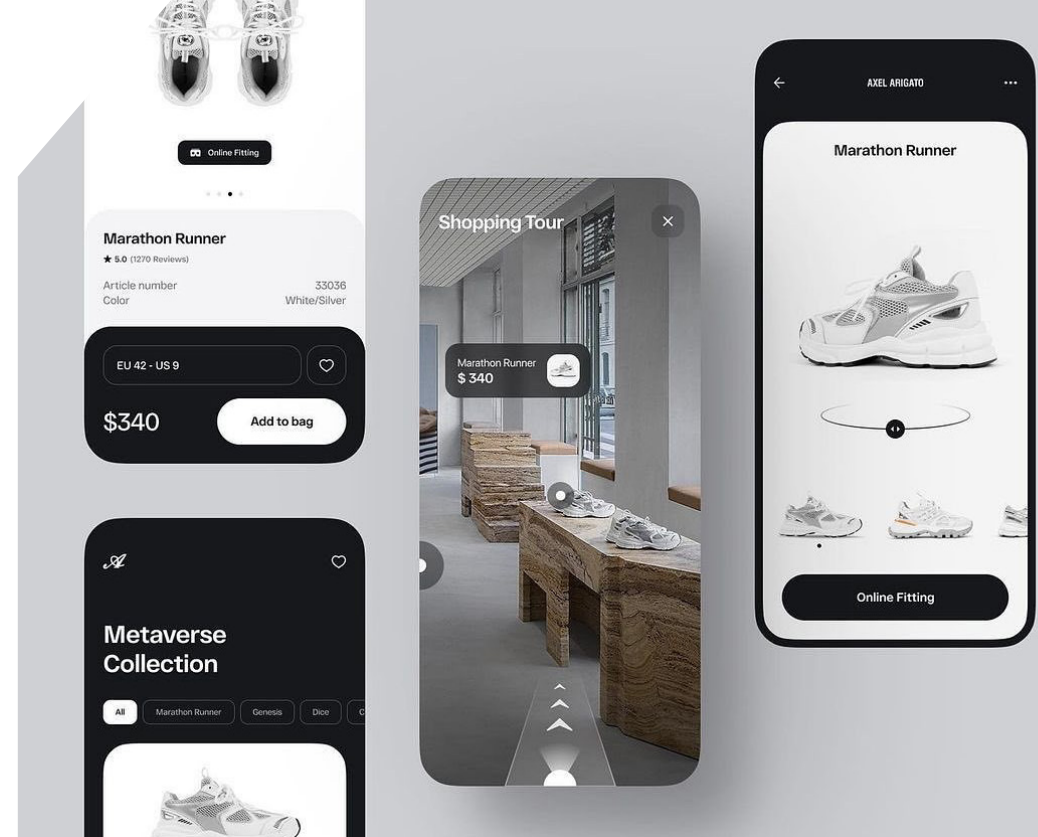 Online Fitting
Marathon Runner
★ 5.0 (1270 Reviews)
Article number 33036
Color White/Silver
EU 42 - US 9
$340 Add to bag
Metaverse
Collection
All Marathon Runner Genesis Dice
Shopping Tour
Marathon Runner
$ 340
AXEL ARIGATO
Marathon Runner
Online Fitting